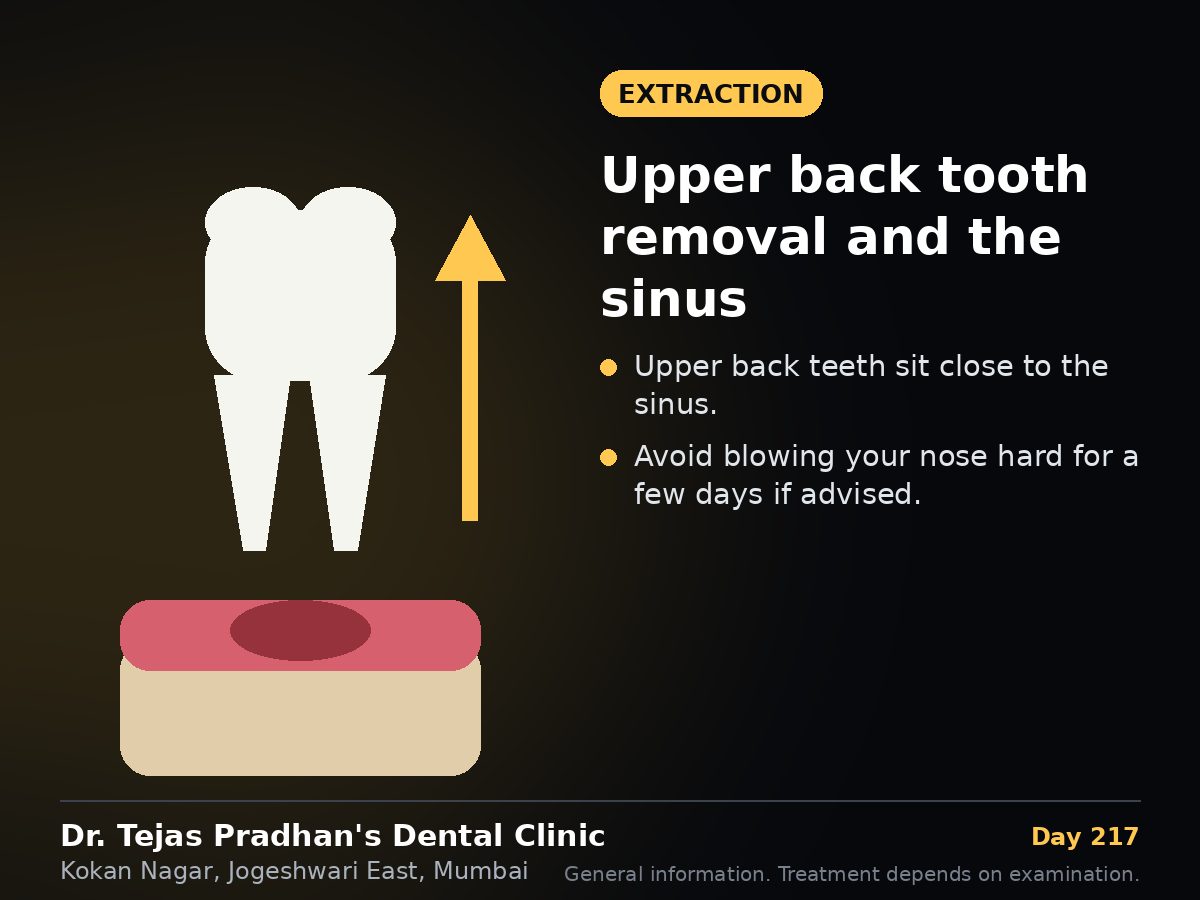 EXTRACTION
Upper back tooth
removal and the
sinus
Upper back teeth sit close to the
sinus.
Avoid blowing your nose hard for a
few days if advised.
Dr. Tejas Pradhan's Dental Clinic
Day 217
Kokan Nagar, Jogeshwari East, Mumbai
General information. Treatment depends on examination.